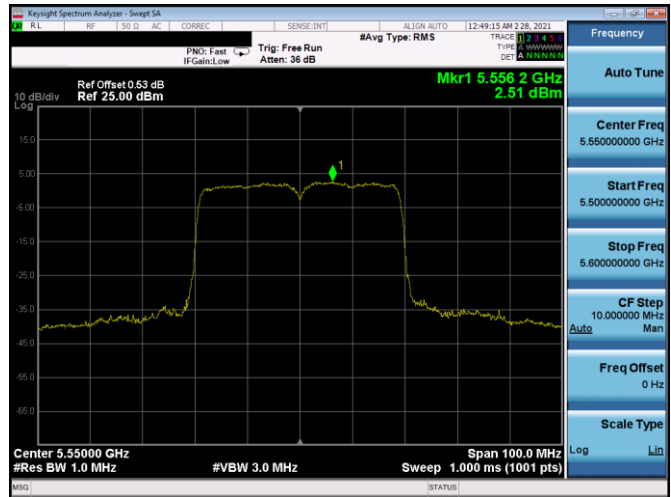 Keysight Spectrum Analyzer - Swept SA
RL RF 50 Ω AC CORREC SENSE:INT ALIGN AUTO 12:49:15 AM 2 28, 2021
#Avg Type: RMS TRACE 1 2 3 4 5 6
PNO: Fast Trig: Free Run TYPE A WWWWW
IFGain:Low Atten: 36 dB DET A N N N N N
Frequency
Auto Tune
Mkr1 5.556 2 GHz
Ref Offset 0.53 dB
10 dB/div Ref 25.00 dBm 2.51 dBm
Log
15.0
5.00
-5.00
-15.0
-25.0
-35.0
-45.0
-55.0
-65.0
1
Center Freq
5.550000000 GHz
Start Freq
5.500000000 GHz
Stop Freq
5.600000000 GHz
CF Step
10.000000 MHz
Auto Man
Freq Offset
0 Hz
Scale Type
Log Lin
Center 5.55000 GHz Span 100.0 MHz
#Res BW 1.0 MHz #VBW 3.0 MHz Sweep 1.000 ms (1001 pts)
MSG STATUS